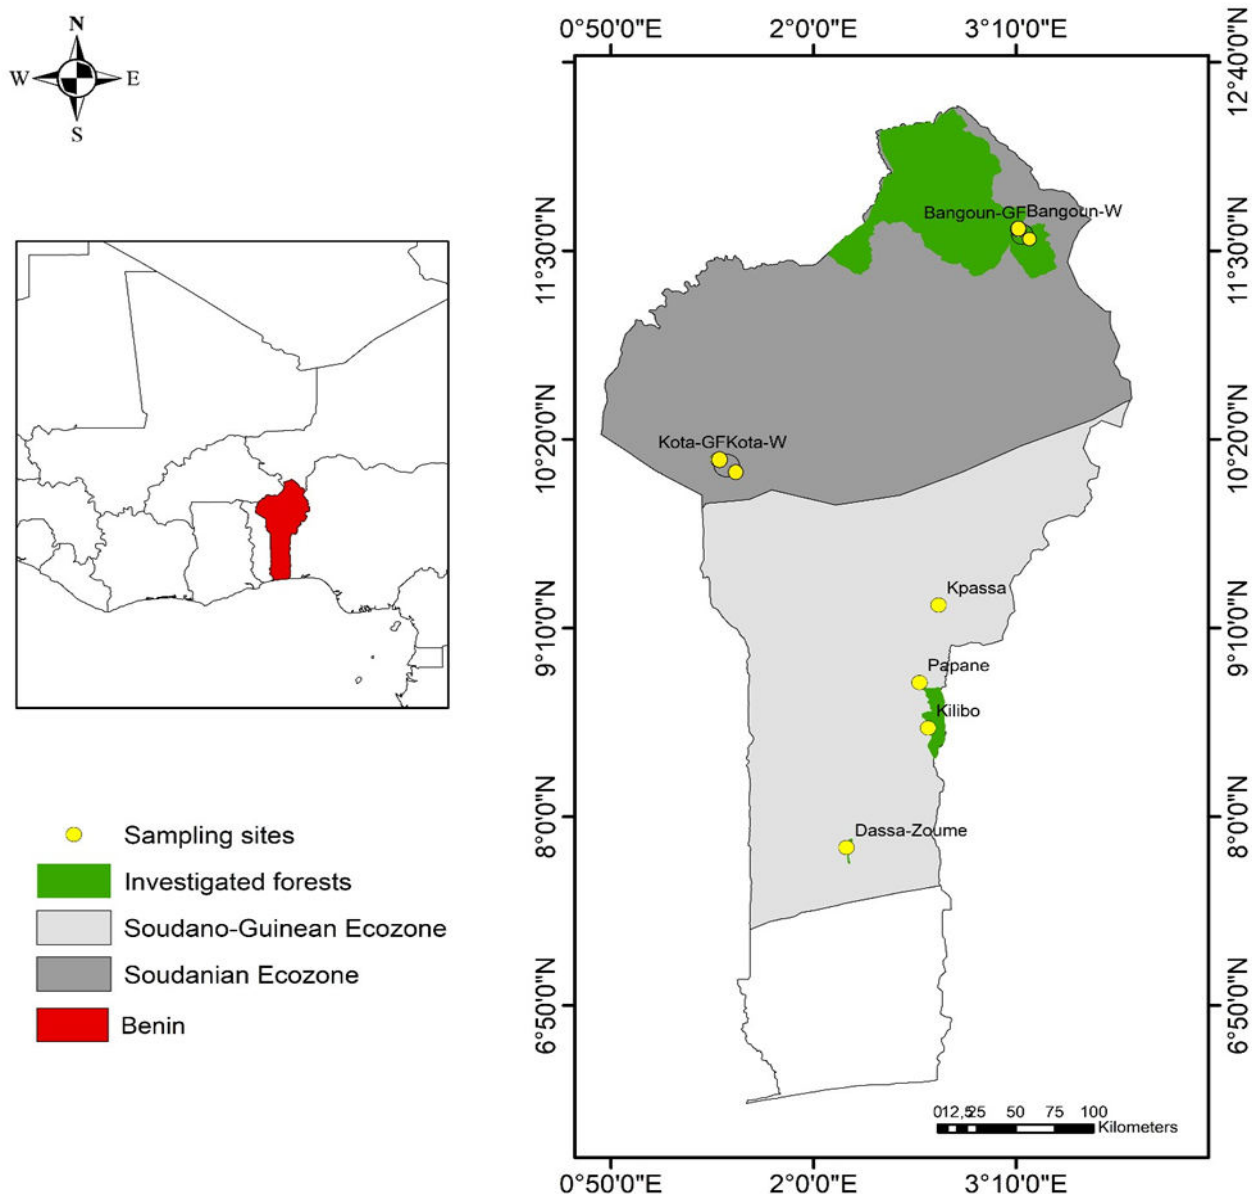 N
W E
S
0°50'0"E 2°0'0"E 3°10'0"E
12°40'0"N
11°30'0"N 11°30'0"N
10°20'0"N 10°20'0"N
9°10'0"N 9°10'0"N
8°0'0"N 8°0'0"N
6°50'0"N 6°50'0"N
Bangoun-GF Bangoun-W
Kota-GF Kota-W
Kpassa
Papane
Kilibo
Dassa-Zoume
Sampling sites
Investigated forests
Soudano-Guinean Ecozone
Soudanian Ecozone
Benin
012,525 50 75 100
Kilometers
0°50'0"E 2°0'0"E 3°10'0"E